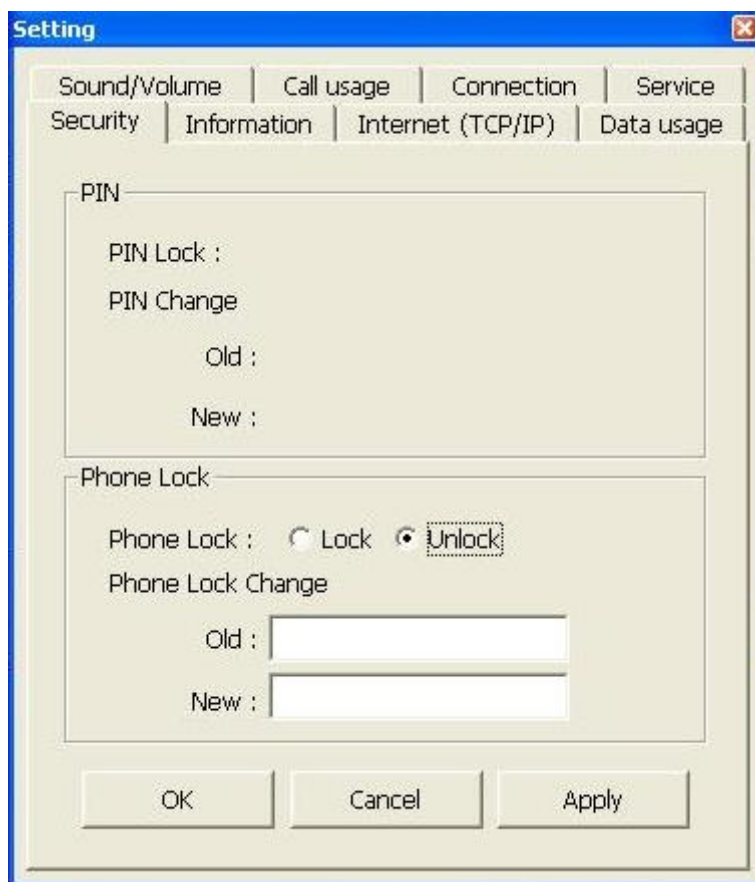 Setting
Sound/Volume Call usage Connection Service
Security Information Internet (TCP/IP) Data usage
PIN
PIN Lock :
PIN Change
Old :
New :
Phone Lock
Phone Lock : Lock Unlock
Phone Lock Change
Old :
New :
OK Cancel Apply